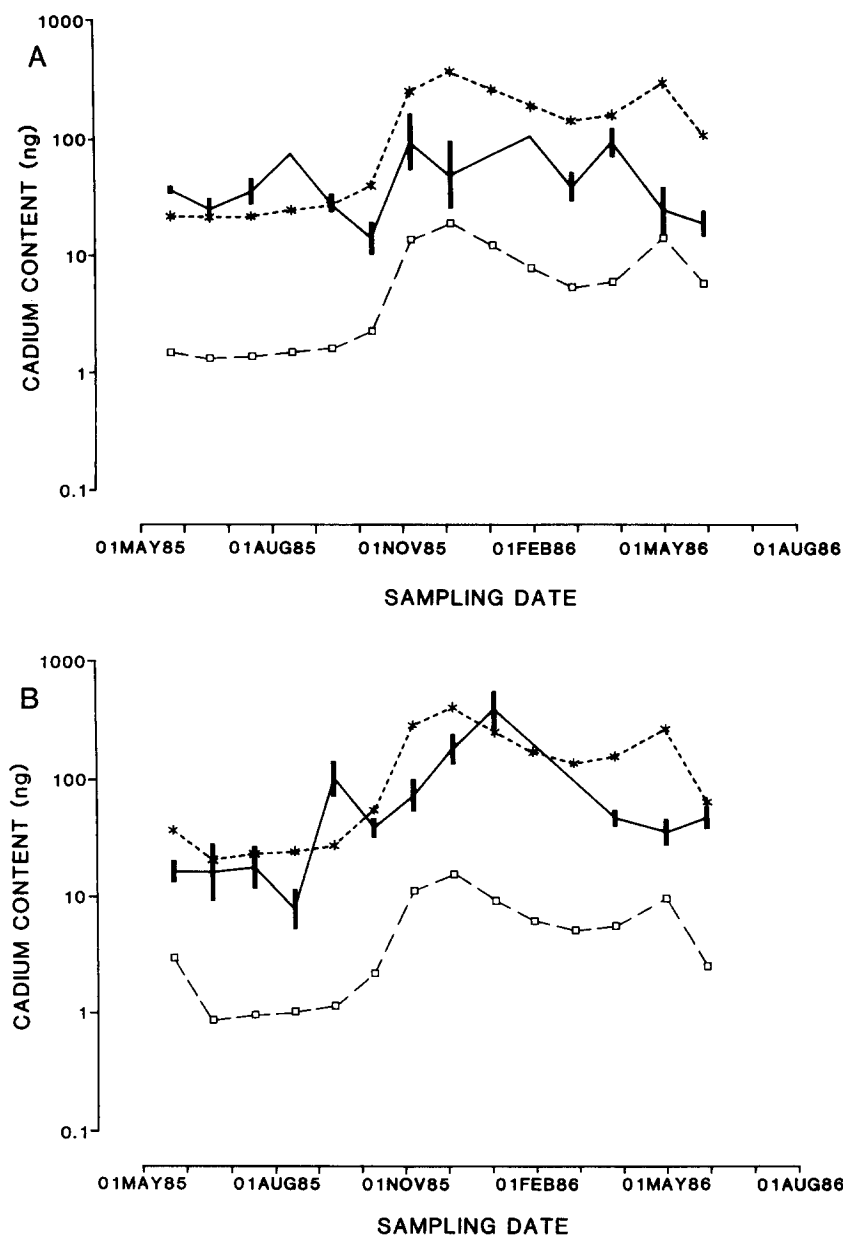 1000
A
100
10
1
0.1
CADIUM CONTENT (ng)
01MAY85 01AUG85 01NOV85 01FEB86 01MAY86 01AUG86
SAMPLING DATE
1000
B
100
10
1
0.1
CADIUM CONTENT (ng)
01MAY85 01AUG85 01NOV85 01FEB86 01MAY86 01AUG86
SAMPLING DATE